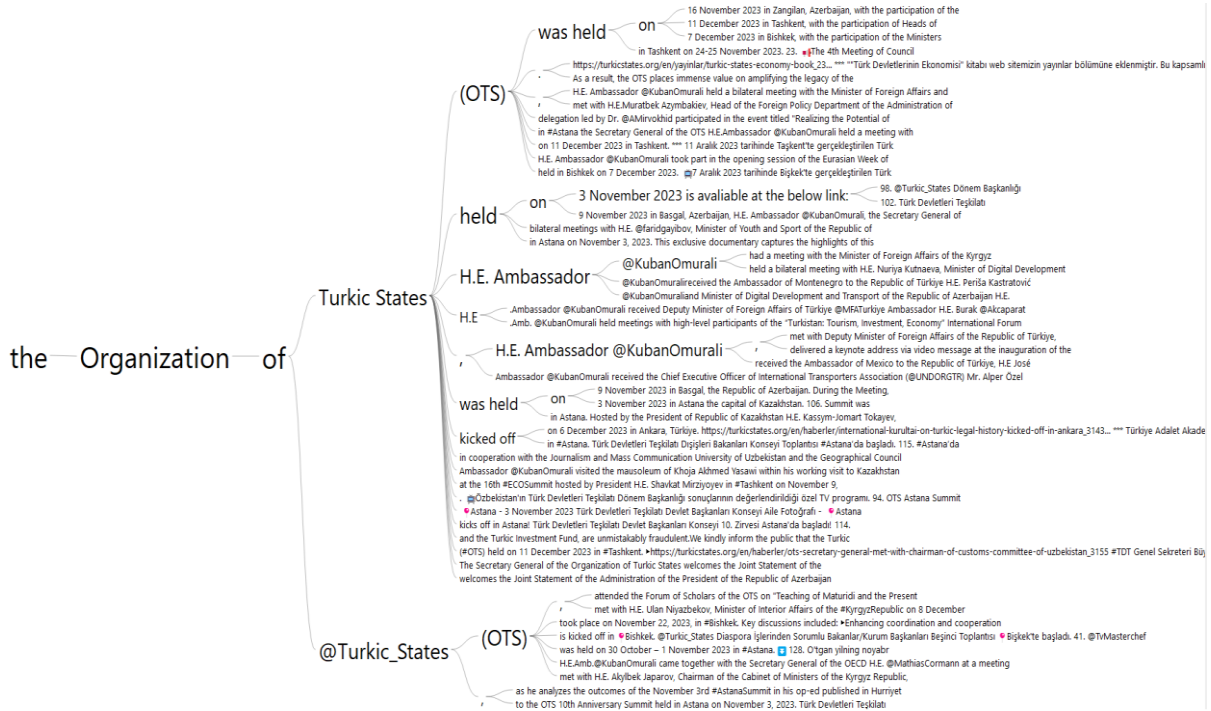 the Organization of
Turkic States
(OTS)
was held
on
16 November 2023 in Zangilan, Azerbaijan, with the participation of the
11 December 2023 in Tashkent, with the participation of Heads of
7 December 2023 in Bishkek, with the participation of the Ministers
in Tashkent on 24-25 November 2023. 23. The 4th Meeting of Council
.
https://turkicstates.org/en/yayinlar/turkic-states-economy-book_23... *** ""Türk Devletlerinin Ekonomisi" kitabı web sitemizin yayınlar bölümüne eklenmiştir. Bu kapsamlı
As a result, the OTS places immense value on amplifying the legacy of the
,
H.E. Ambassador @KubanOmurali held a bilateral meeting with the Minister of Foreign Affairs and
met with H.E.Muratbek Azymbakiev, Head of the Foreign Policy Department of the Administration of
delegation led by Dr. @AMirvokhid participated in the event titled "Realizing the Potential of
in #Astana the Secretary General of the OTS H.E.Ambassador @KubanOmurali held a meeting with
on 11 December 2023 in Tashkent. *** 11 Aralık 2023 tarihinde Taşkent'te gerçekleştirilen Türk
H.E. Ambassador @KubanOmurali took part in the opening session of the Eurasian Week of
held in Bishkek on 7 December 2023. 7 Aralık 2023 tarihinde Bişkek'te gerçekleştirilen Türk
held
on
3 November 2023 is avaliable at the below link:
98. @Turkic_States Dönem Başkanlığı
102. Türk Devletleri Teşkilatı
9 November 2023 in Basgal, Azerbaijan, H.E. Ambassador @KubanOmurali, the Secretary General of
bilateral meetings with H.E. @faridgayibov, Minister of Youth and Sport of the Republic of
in Astana on November 3, 2023. This exclusive documentary captures the highlights of this
H.E. Ambassador
@KubanOmurali
had a meeting with the Minister of Foreign Affairs of the Kyrgyz
held a bilateral meeting with H.E. Nuriya Kutnaeva, Minister of Digital Development
@KubanOmuralireceived the Ambassador of Montenegro to the Republic of Türkiye H.E. Periša Kastratović
@KubanOmuraliand Minister of Digital Development and Transport of the Republic of Azerbaijan H.E.
H.E
.Ambassador @KubanOmurali received Deputy Minister of Foreign Affairs of Türkiye @MFATurkiye Ambassador H.E. Burak @Akcaparat
.Amb. @KubanOmurali held meetings with high-level participants of the "Turkistan: Tourism, Investment, Economy" International Forum
,
H.E. Ambassador @KubanOmurali
,
met with Deputy Minister of Foreign Affairs of the Republic of Türkiye,
delivered a keynote address via video message at the inauguration of the
received the Ambassador of Mexico to the Republic of Türkiye, H.E José
Ambassador @KubanOmurali received the Chief Executive Officer of International Transporters Association (@UNDORGTR) Mr. Alper Özel
was held
on
9 November 2023 in Basgal, the Republic of Azerbaijan. During the Meeting,
3 November 2023 in Astana the capital of Kazakhstan. 106. Summit was
in Astana. Hosted by the President of Republic of Kazakhstan H.E. Kassym-Jomart Tokayev,
kicked off
on 6 December 2023 in Ankara, Türkiye. https://turkicstates.org/en/haberler/international-kurultai-on-turkic-legal-history-kicked-off-in-ankara_3143... *** Türkiye Adalet Akade
in #Astana. Türk Devletleri Teşkilatı Dışişleri Bakanları Konseyi Toplantısı #Astana'da başladı. 115. #Astana'da
in cooperation with the Journalism and Mass Communication University of Uzbekistan and the Geographical Council
Ambassador @KubanOmurali visited the mausoleum of Khoja Akhmed Yasawi within his working visit to Kazakhstan
at the 16th #ECOSummit hosted by President H.E. Shavkat Mirziyoyev in #Tashkent on November 9,
. Özbekistan'ın Türk Devletleri Teşkilatı Dönem Başkanlığı sonuçlarının değerlendirildiği özel TV programı. 94. OTS Astana Summit
Astana - 3 November 2023 Türk Devletleri Teşkilatı Devlet Başkanları Konseyi Aile Fotoğrafı - Astana
kicks off in Astana! Türk Devletleri Teşkilatı Devlet Başkanları Konseyi 10. Zirvesi Astana'da başladı! 114.
and the Turkic Investment Fund, are unmistakably fraudulent.We kindly inform the public that the Turkic
(#OTS) held on 11 December 2023 in #Tashkent. ▶https://turkicstates.org/en/haberler/ots-secretary-general-met-with-chairman-of-customs-committee-of-uzbekistan_3155 #TDT Genel Sekreteri Büy
The Secretary General of the Organization of Turkic States welcomes the Joint Statement of the
welcomes the Joint Statement of the Administration of the President of the Republic of Azerbaijan
@Turkic_States
(OTS)
,
attended the Forum of Scholars of the OTS on "Teaching of Maturidi and the Present
met with H.E. Ulan Niyazbekov, Minister of Interior Affairs of the #KyrgyzRepublic on 8 December
took place on November 22, 2023, in #Bishkek. Key discussions included: ▶Enhancing coordination and cooperation
is kicked off in Bishkek. @Turkic_States Diaspora İşlerinden Sorumlu Bakanlar/Kurum Başkanları Beşinci Toplantısı Bişkek'te başladı. 41. @TvMasterchef
was held on 30 October – 1 November 2023 in #Astana. 128. O'tgan yilning noyabr
H.E.Amb.@KubanOmurali came together with the Secretary General of the OECD H.E. @MathiasCormann at a meeting
met with H.E. Akylbek Japarov, Chairman of the Cabinet of Ministers of the Kyrgyz Republic,
,
as he analyzes the outcomes of the November 3rd #AstanaSummit in his op-ed published in Hurriyet
to the OTS 10th Anniversary Summit held in Astana on November 3, 2023. Türk Devletleri Teşkilatı